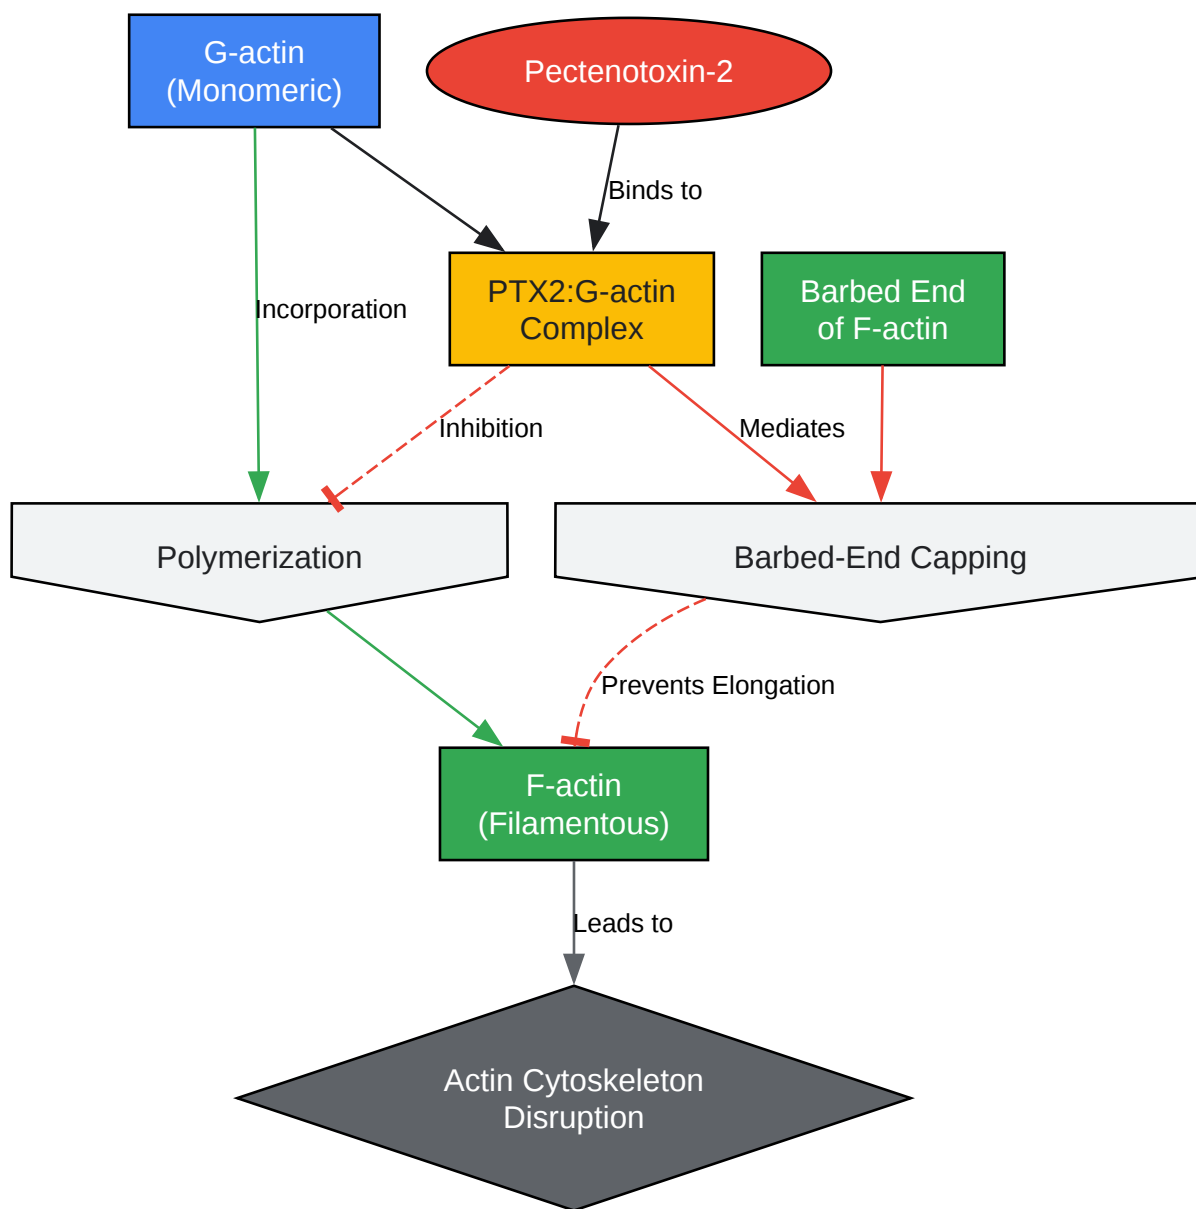 G-actin
(Monomeric)
Pectenotoxin-2
Binds to
PTX2:G-actin
Complex
Barbed End
of F-actin
Incorporation
Inhibition
Mediates
Polymerization
Barbed-End Capping
Prevents Elongation
F-actin
(Filamentous)
Leads to
Actin Cytoskeleton
Disruption